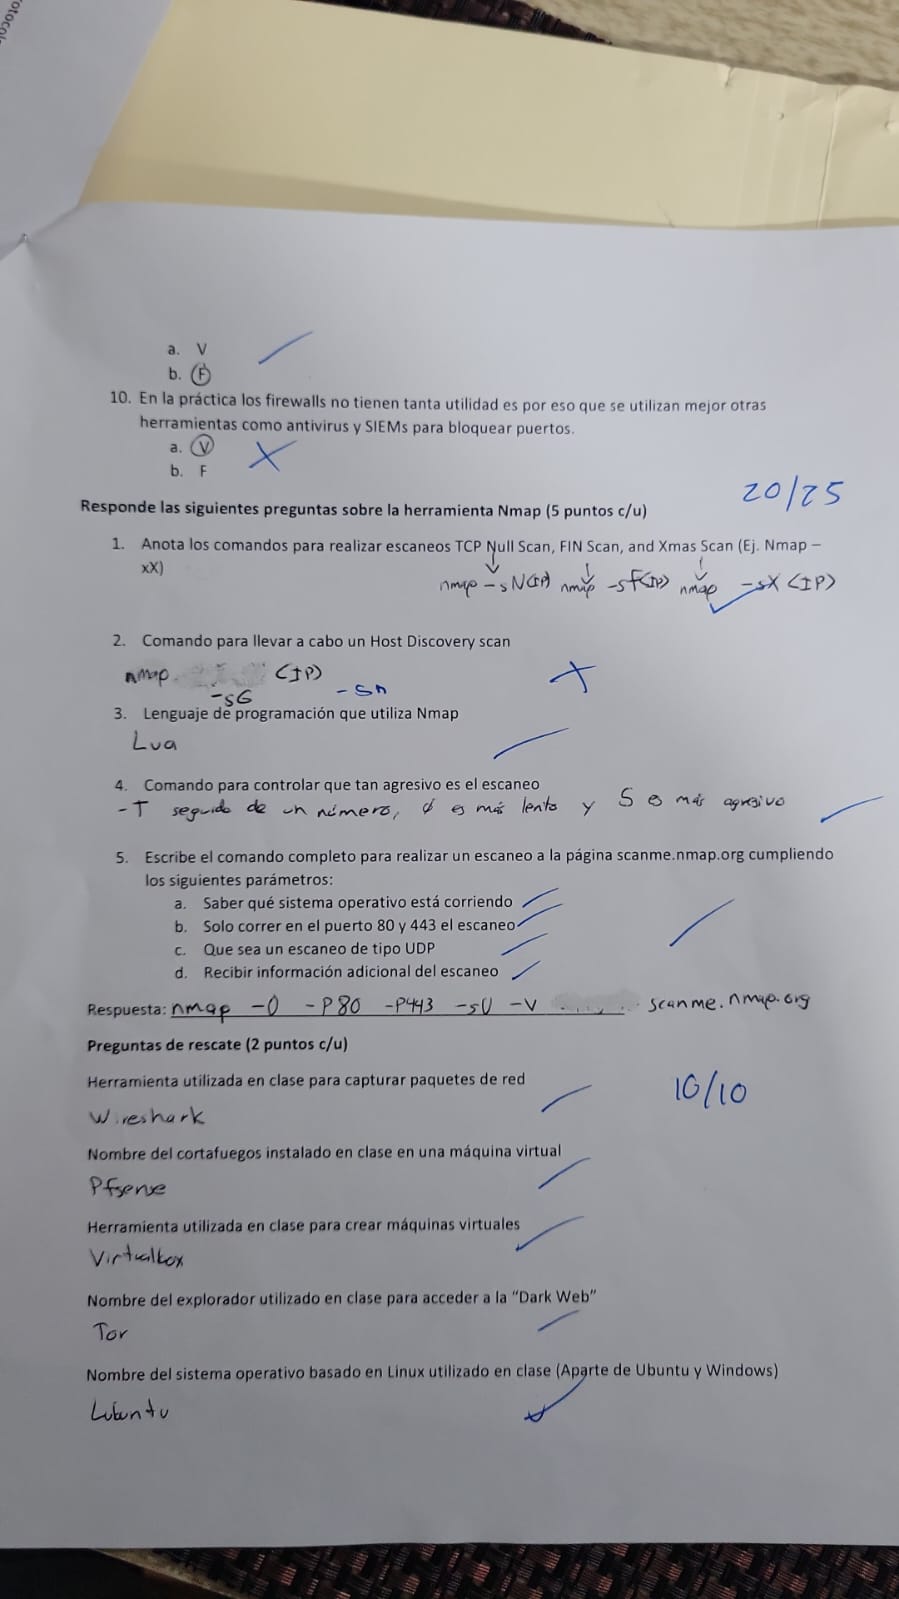 otocolo
a. V
b. F
10. En la práctica los firewalls no tienen tanta utilidad es por eso que se utilizan mejor otras
herramientas como antivirus y SIEMs para bloquear puertos.
a. V
b. F
20/25
Responde las siguientes preguntas sobre la herramienta Nmap (5 puntos c/u)
1. Anota los comandos para realizar escaneos TCP Null Scan, FIN Scan, and Xmas Scan (Ej. Nmap –
xX)
nmap -sN(IP) nmap -sF(IP) nmap -sX (IP)
2. Comando para llevar a cabo un Host Discovery scan
nmap (IP)
-sG -sn
3. Lenguaje de programación que utiliza Nmap
Lua
4. Comando para controlar que tan agresivo es el escaneo
-T seguido de un número, 0 es más lento y 5 es más agresivo
5. Escribe el comando completo para realizar un escaneo a la página scanme.nmap.org cumpliendo
los siguientes parámetros:
a. Saber qué sistema operativo está corriendo
b. Solo correr en el puerto 80 y 443 el escaneo
c. Que sea un escaneo de tipo UDP
d. Recibir información adicional del escaneo
Respuesta: nmap -O -P80 -P443 -sU -v scanme.nmap.org
Preguntas de rescate (2 puntos c/u)
Herramienta utilizada en clase para capturar paquetes de red
10/10
Wireshark
Nombre del cortafuegos instalado en clase en una máquina virtual
Pfsense
Herramienta utilizada en clase para crear máquinas virtuales
Virtualbox
Nombre del explorador utilizado en clase para acceder a la “Dark Web”
Tor
Nombre del sistema operativo basado en Linux utilizado en clase (Aparte de Ubuntu y Windows)
Lubuntu